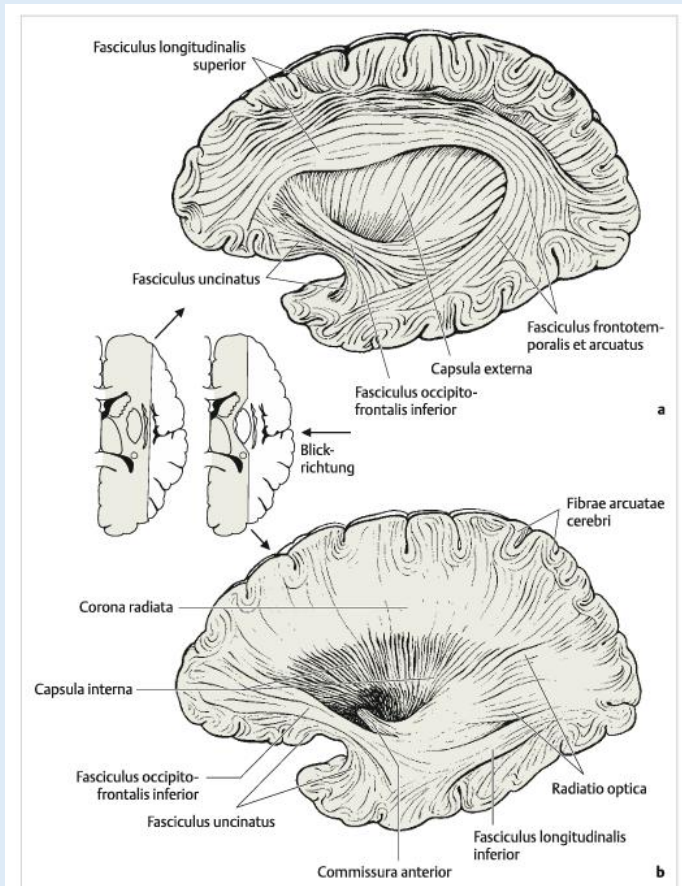 Fasciculus longitudinalis
superior
Fasciculus uncinatus
Fasciculus frontotem-
poralis et arcuatus
Capsula externa
Fasciculus occipito-
frontalis inferior
a
Blick-
richtung
Fibrae arcuatae
cerebri
Corona radiata
Capsula interna
Fasciculus occipito-
frontalis inferior
Radiatio optica
Fasciculus uncinatus
Fasciculus longitudinalis
inferior
Commissura anterior
b